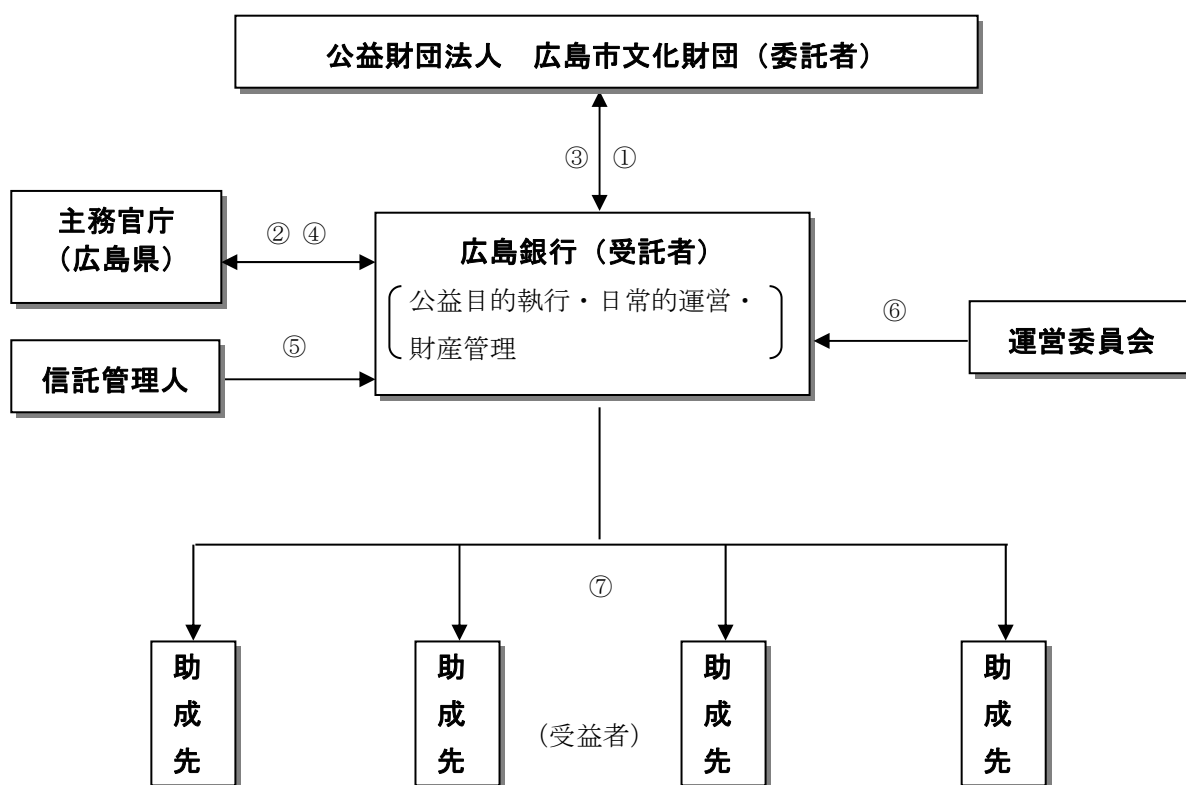 公益財団法人　広島市文化財団（委託者）
③ ①
主務官庁
（広島県）
② ④
広島銀行（受託者）
公益目的執行・日常的運営・
財産管理
⑥
運営委員会
信託管理人
⑤
⑦
助成先
助成先
（受益者）
助成先
助成先